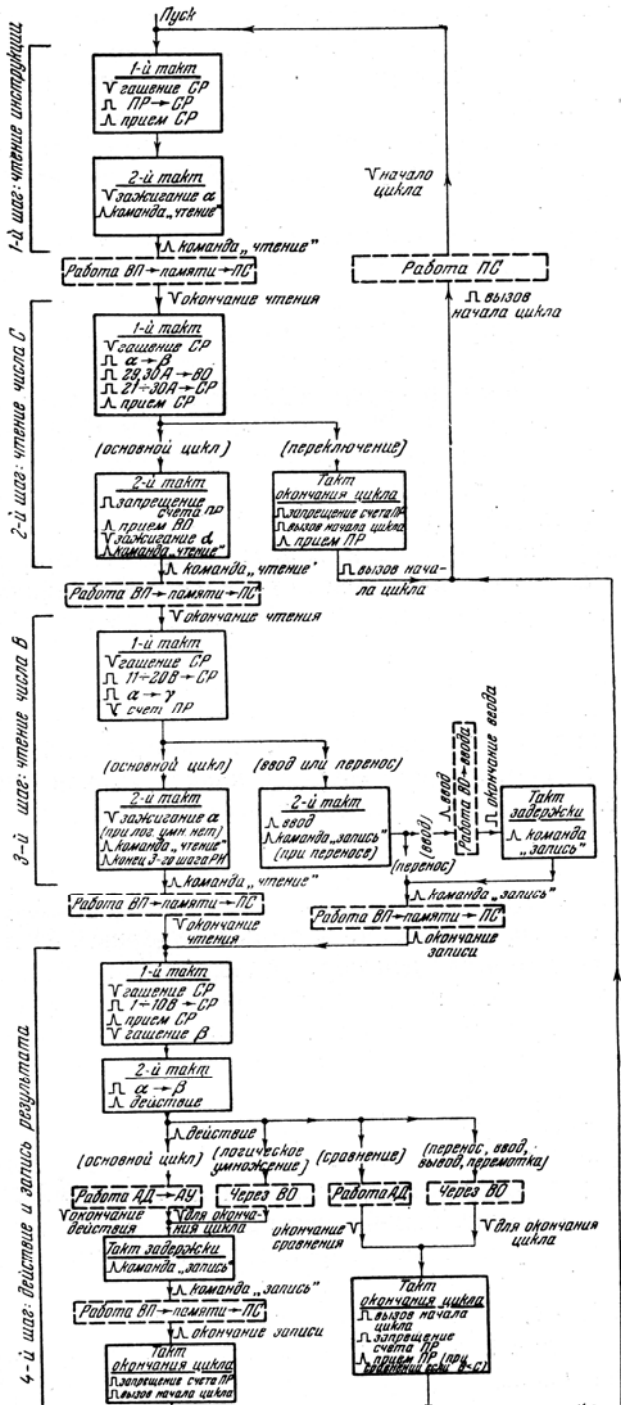 Пуск
1-й шаг: чтение инструкции
1-й такт
гашение СР
ПР→СР
прием СР
2-й такт
зажигание α
команда „чтение"
команда „чтение"
Работа ВП→памяти→ПС
окончание чтения
начало
цикла
Работа ПС
вызов
начала цикла
2-й шаг: чтение числа С
1-й такт
гашение СР
α→β
29,30А→ВО
21÷30А→СР
прием СР
(основной цикл)
(переключение)
2-й такт
запрещение
счета ПР
прием ВО
зажигание α
команда „чтение"
Такт
окончания цикла
запрещение счета ПР
вызов начала цикла
прием ПР
команда „чтение"
вызов нача-
ла цикла
Работа ВП→памяти→ПС
окончание чтения
3-й шаг: чтение числа В
1-й такт
гашение СР
11÷20В→СР
α→γ
счет ПР
(основной цикл)
(ввод или перенос)
2-й такт
зажигание α
(при лог. умн. нет)
команда „чтение"
конец 3-го шага РИ
2-й такт
ввод
команда „запись"
(при переносе)
(ввод)
(перенос)
ввод
Работа ВО→ввода
окончание ввода
Такт
задержки
команда
„запись"
команда „чтение"
команда „запись"
Работа ВП→памяти→ПС
Работа ВП→памяти→ПС
окончание
чтения
окончание
записи
4-й шаг: действие и запись результата
1-й такт
гашение СР
1÷10В→СР
прием СР
гашение β
2-й такт
α→β
действие
действие
(основной цикл)
(логическое
умножение)
(сравнение)
(перенос, ввод,
вывод, перемотка)
Работа АД→АУ
Через ВО
Работа АД
Через ВО
окончание
действия
для оконча-
ния цикла
окончание
сравнения
для окончания
цикла
Такт задержки
команда „запись"
команда „запись"
Работа ВП→памяти→ПС
окончание записи
Такт
окончания цикла
запрещение счета ПР
вызов начала цикла
Такт
окончания цикла
вызов начала
цикла
запрещение
счета ПР
прием ПР (при
сравнении если B<C)